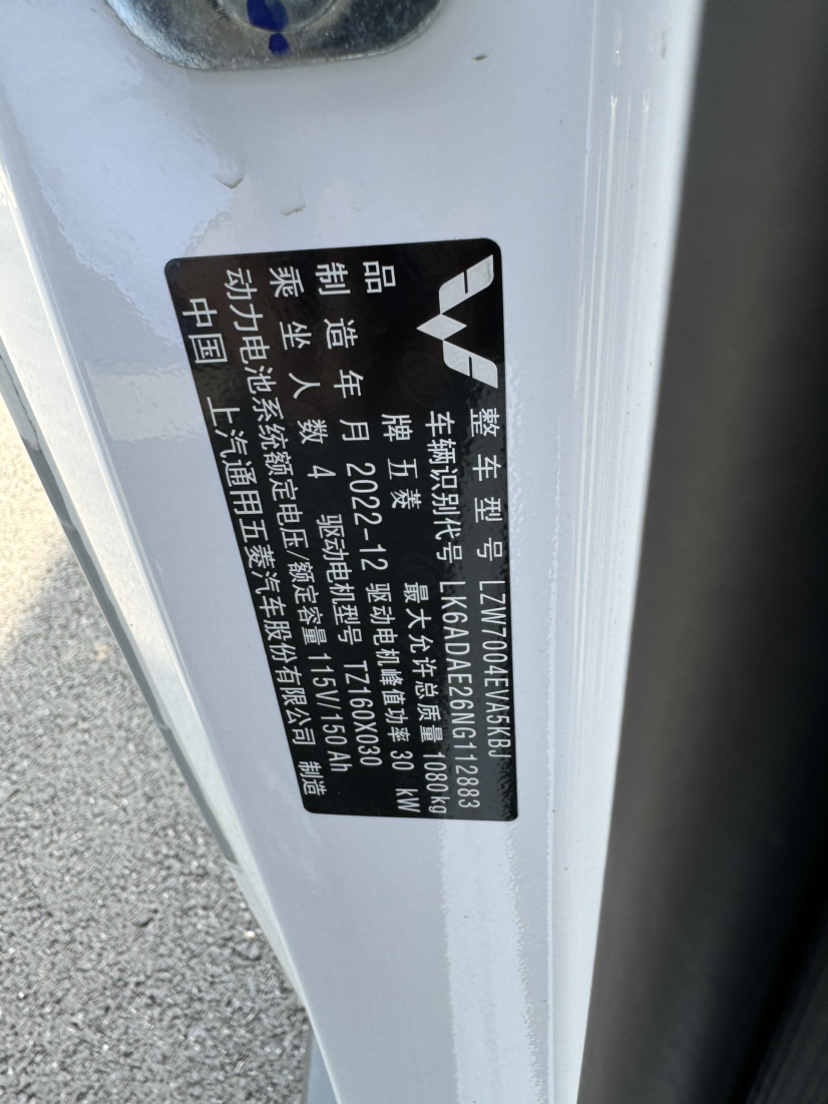 整车型号 LZW7004EVA5KBJ
车辆识别代号 LK6ADAE26NG112883
品牌 五菱 最大允许总质量 1080kg
制造年月 2022-12 驱动电机峰值功率 30 kW
乘坐人数 4 驱动电机型号 TZ160X030
动力电池系统额定电压/额定容量 115V/150Ah
中国 上汽通用五菱汽车股份有限公司 制造